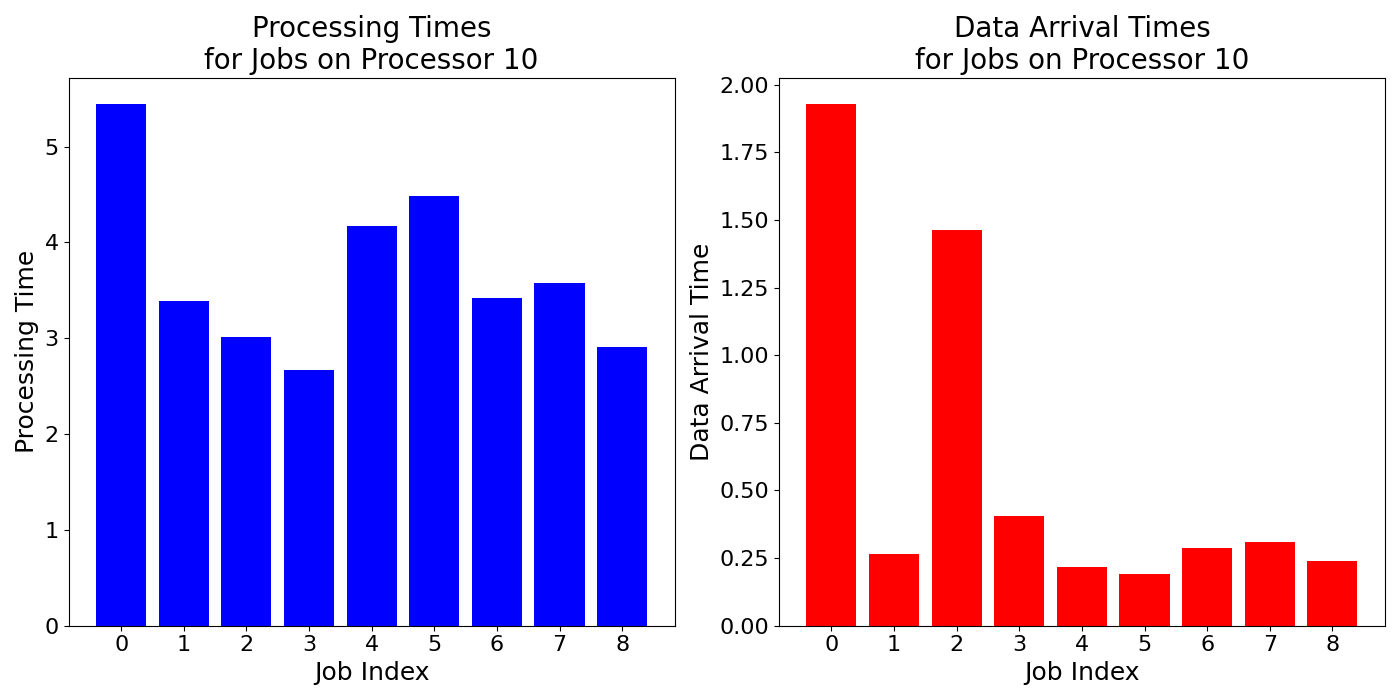 Processing Times
for Jobs on Processor 10
Processing Time
5
4
3
2
1
0
0 1 2 3 4 5 6 7 8
Job Index
Data Arrival Times
for Jobs on Processor 10
Data Arrival Time
2.00
1.75
1.50
1.25
1.00
0.75
0.50
0.25
0.00
0 1 2 3 4 5 6 7 8
Job Index